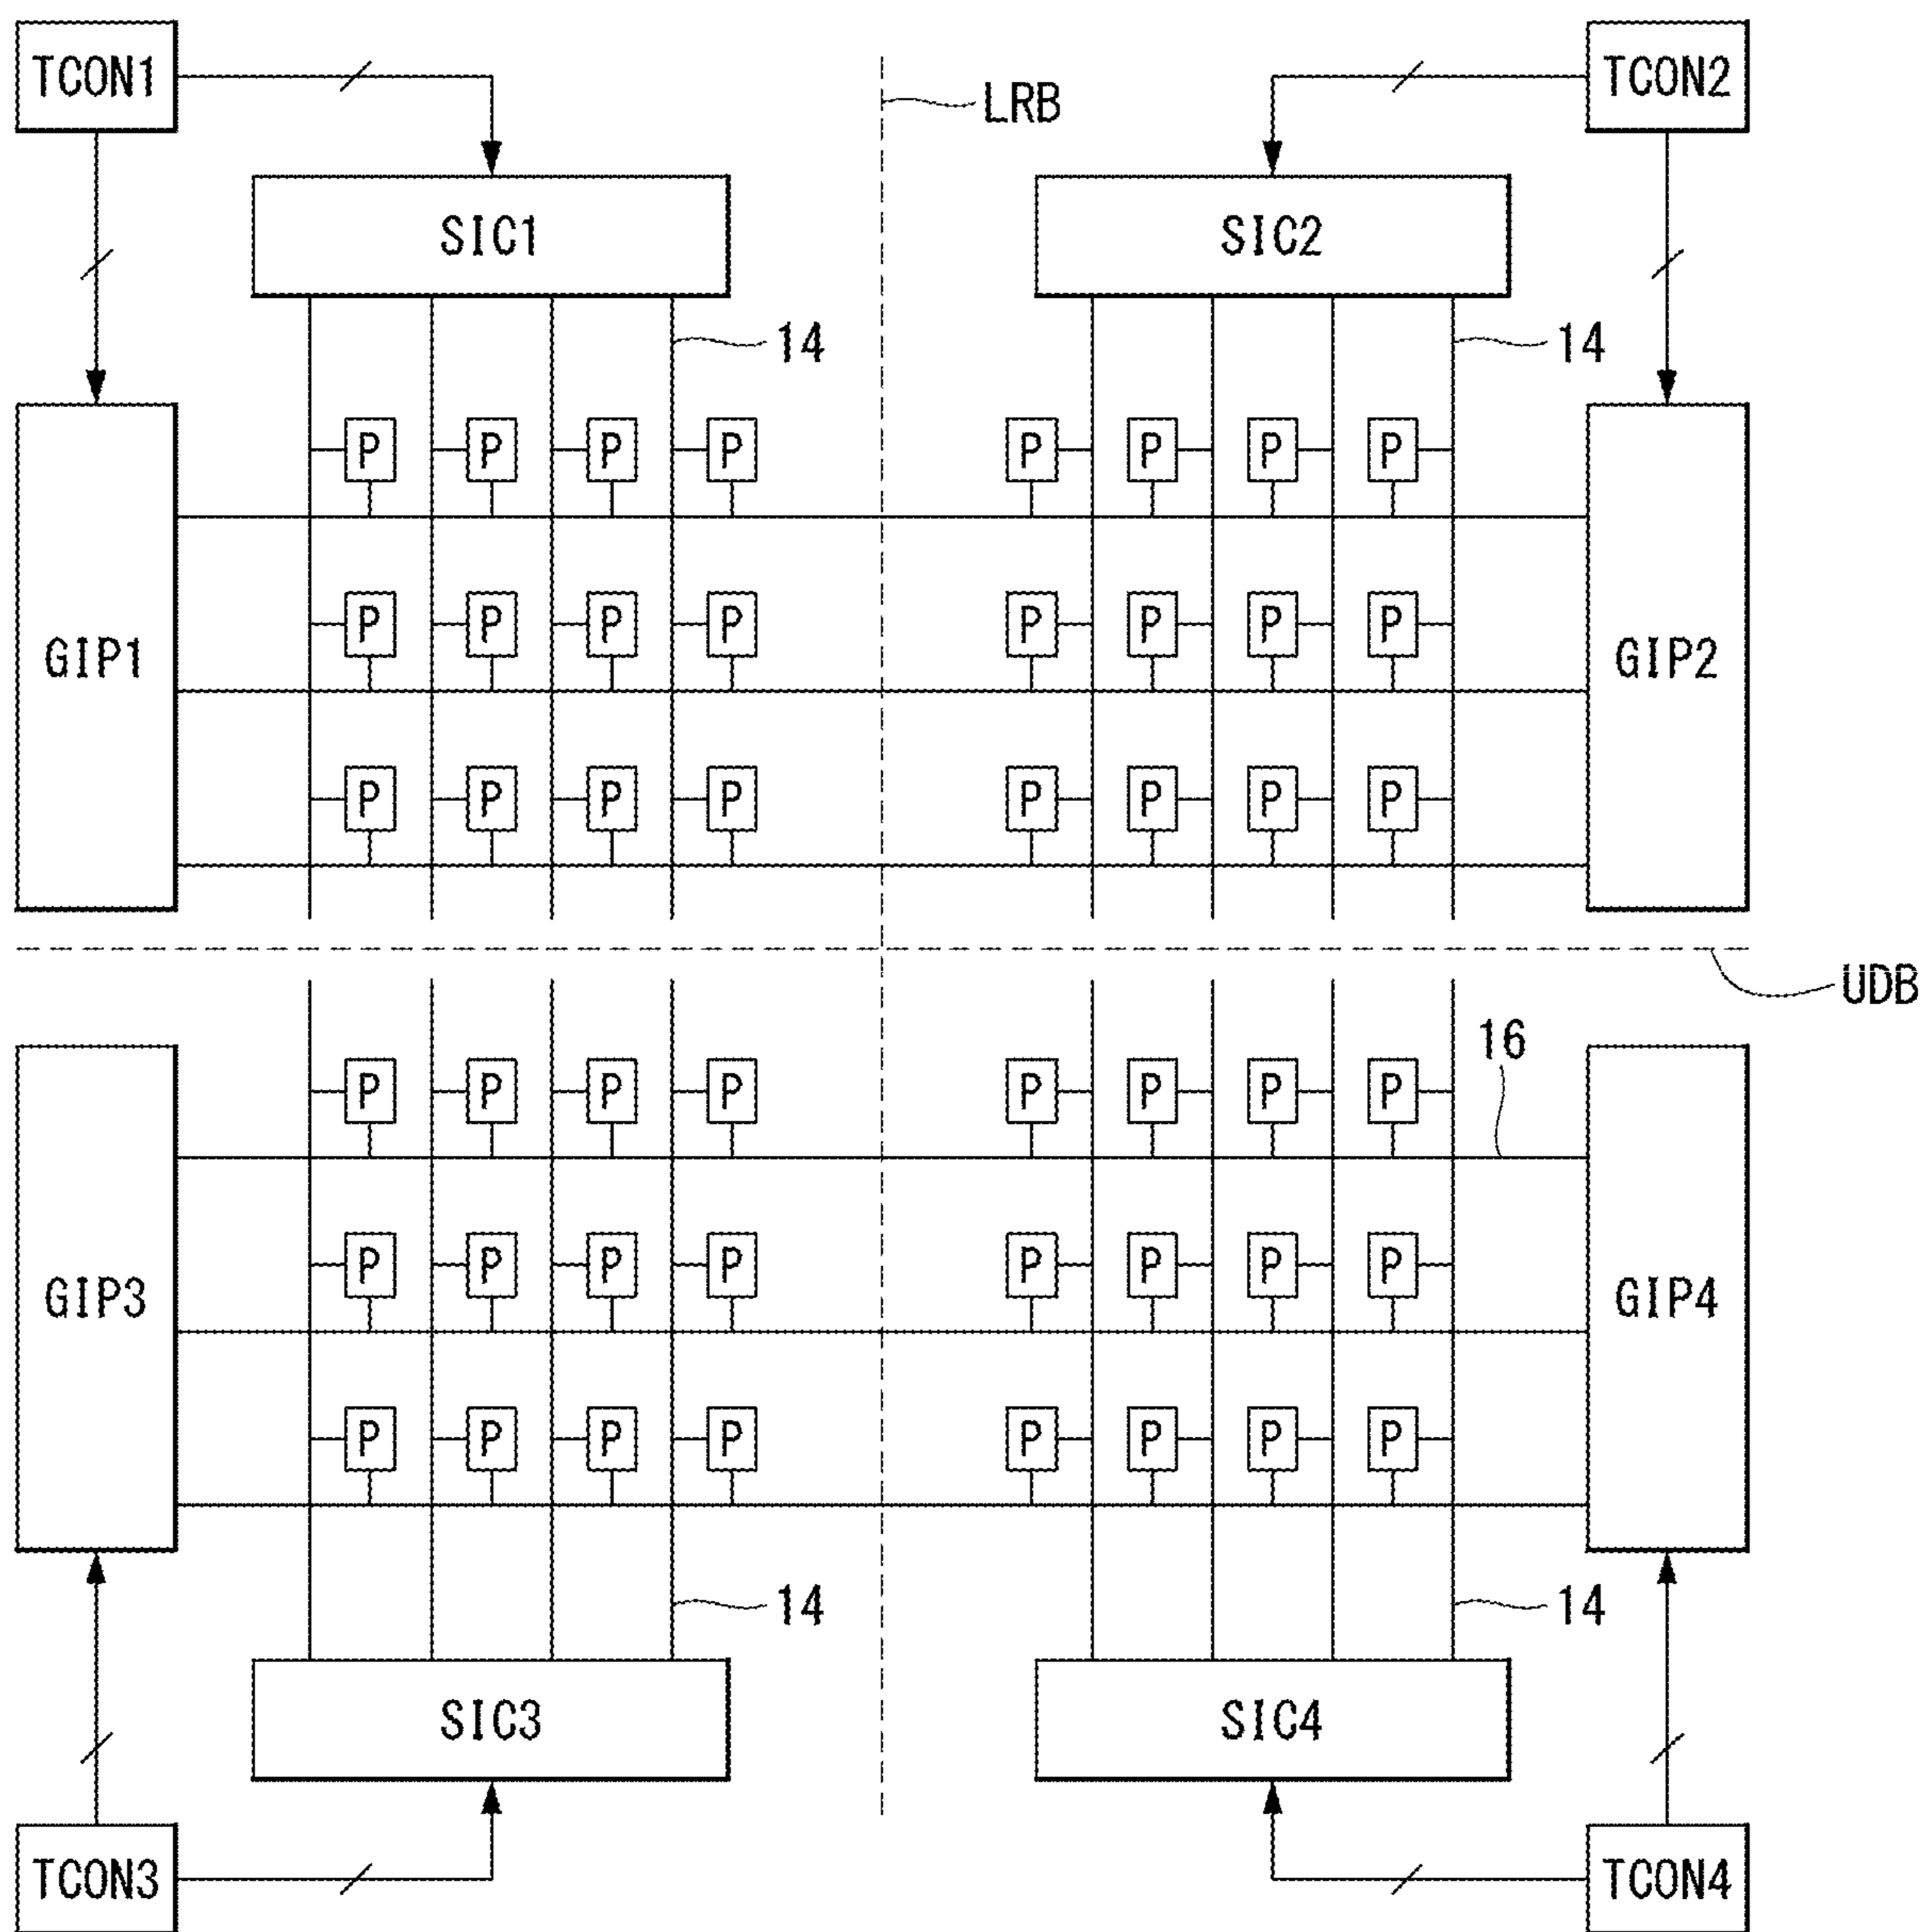 TCON1 TCON2
LRB
SIC1 SIC2
14 14
P P P P P P P P
P P P P P P P P
GIP1 GIP2
P P P P P P P P
UDB
16
P P P P P P P P
P P P P P P P P
GIP3 GIP4
P P P P P P P P
14 14
SIC3 SIC4
TCON3 TCON4